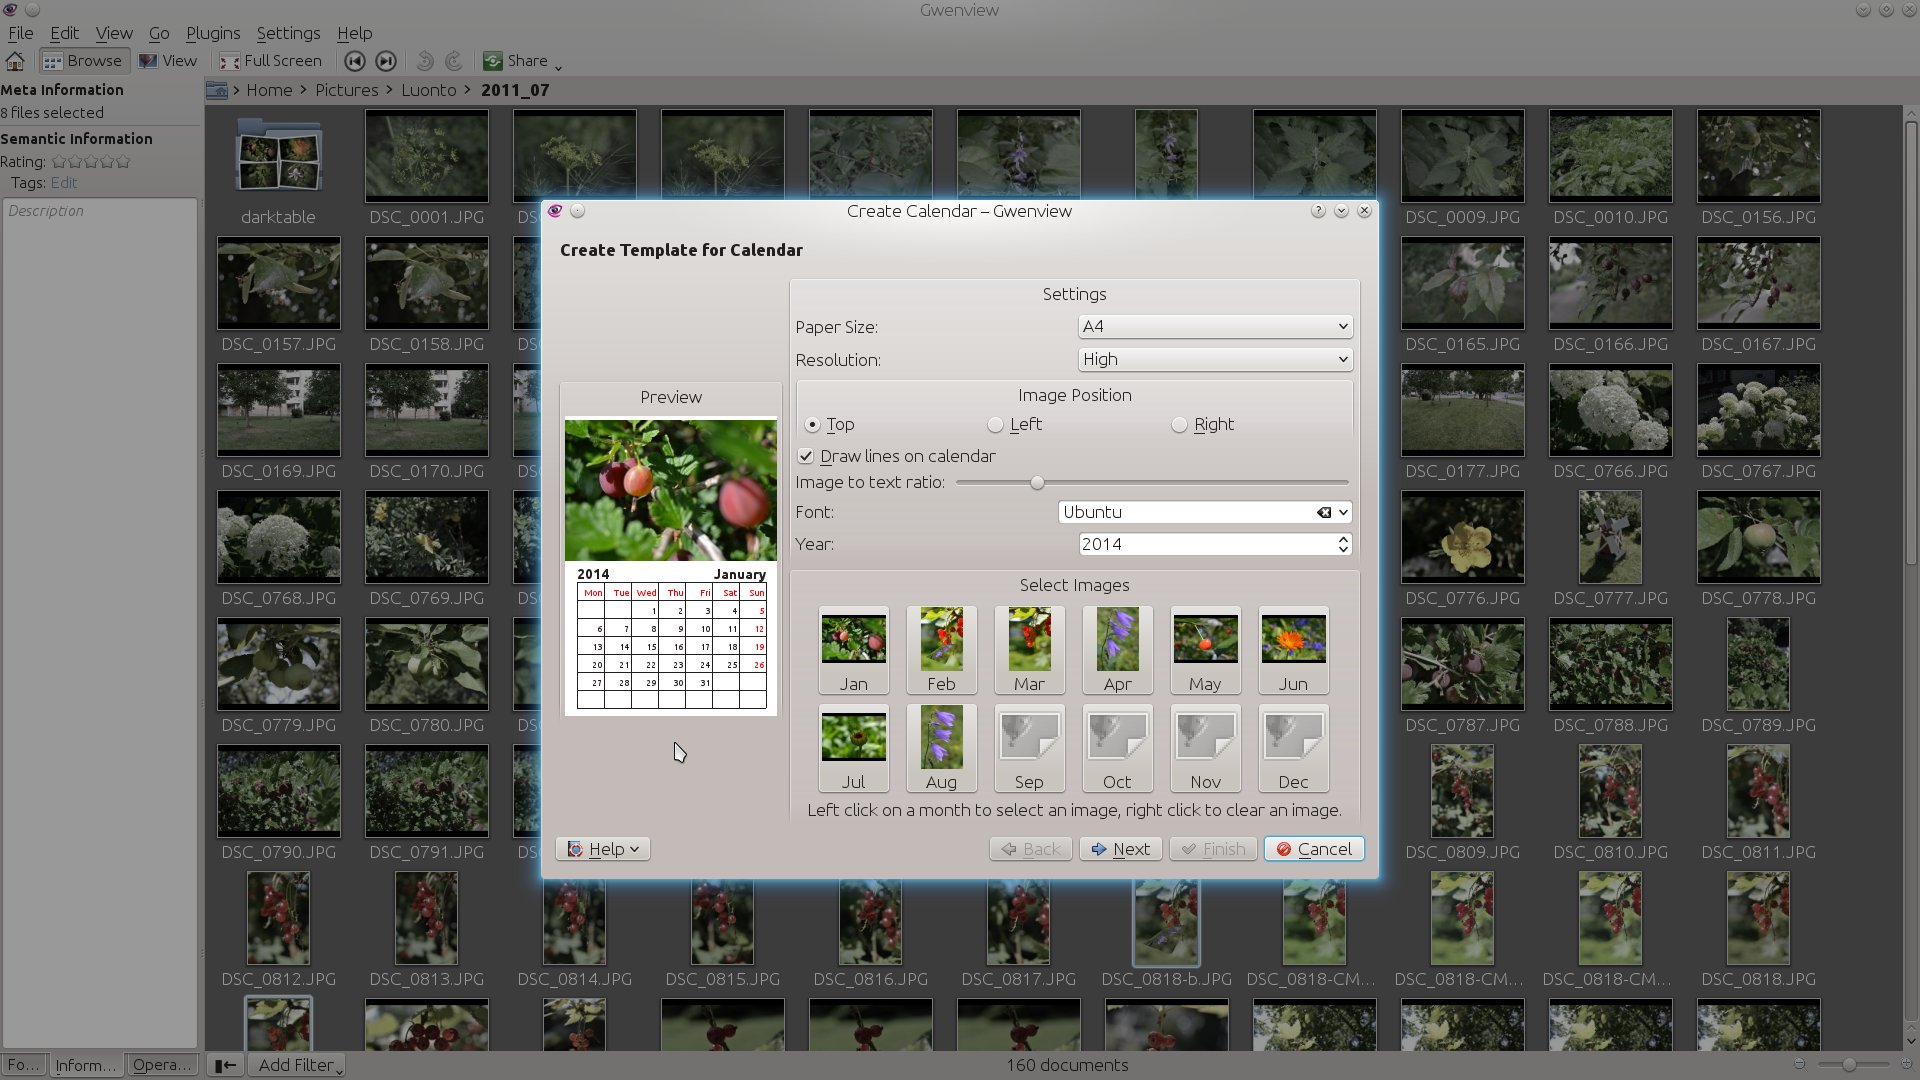 Gwenview
File Edit View Go Plugins Settings Help
Browse View Full Screen Share
Meta Information
8 files selected
Semantic Information
Rating:
Tags: Edit
Description
Home Pictures Luonto 2011_07
darktable DSC_0001.JPG DSC_0009.JPG DSC_0010.JPG DSC_0156.JPG
DSC_0157.JPG DSC_0158.JPG DSC_0165.JPG DSC_0166.JPG DSC_0167.JPG
DSC_0169.JPG DSC_0170.JPG DSC_0177.JPG DSC_0766.JPG DSC_0767.JPG
DSC_0768.JPG DSC_0769.JPG DSC_0776.JPG DSC_0777.JPG DSC_0778.JPG
DSC_0779.JPG DSC_0780.JPG DSC_0787.JPG DSC_0788.JPG DSC_0789.JPG
DSC_0790.JPG DSC_0791.JPG DSC_0809.JPG DSC_0810.JPG DSC_0811.JPG
DSC_0812.JPG DSC_0813.JPG DSC_0814.JPG DSC_0815.JPG DSC_0816.JPG DSC_0817.JPG DSC_0818-b.JPG DSC_0818-CM... DSC_0818-CM... DSC_0818-CM... DSC_0818.JPG
Create Calendar – Gwenview
Create Template for Calendar
Preview
2014 January
Mon Tue Wed Thu Fri Sat Sun
1 2 3 4 5
6 7 8 9 10 11 12
13 14 15 16 17 18 19
20 21 22 23 24 25 26
27 28 29 30 31
Settings
Paper Size: A4
Resolution: High
Image Position
Top Left Right
Draw lines on calendar
Image to text ratio:
Font: Ubuntu
Year: 2014
Select Images
Jan Feb Mar Apr May Jun
Jul Aug Sep Oct Nov Dec
Left click on a month to select an image, right click to clear an image.
Help Back Next Finish Cancel
Fo... Inform... Opera... Add Filter 160 documents